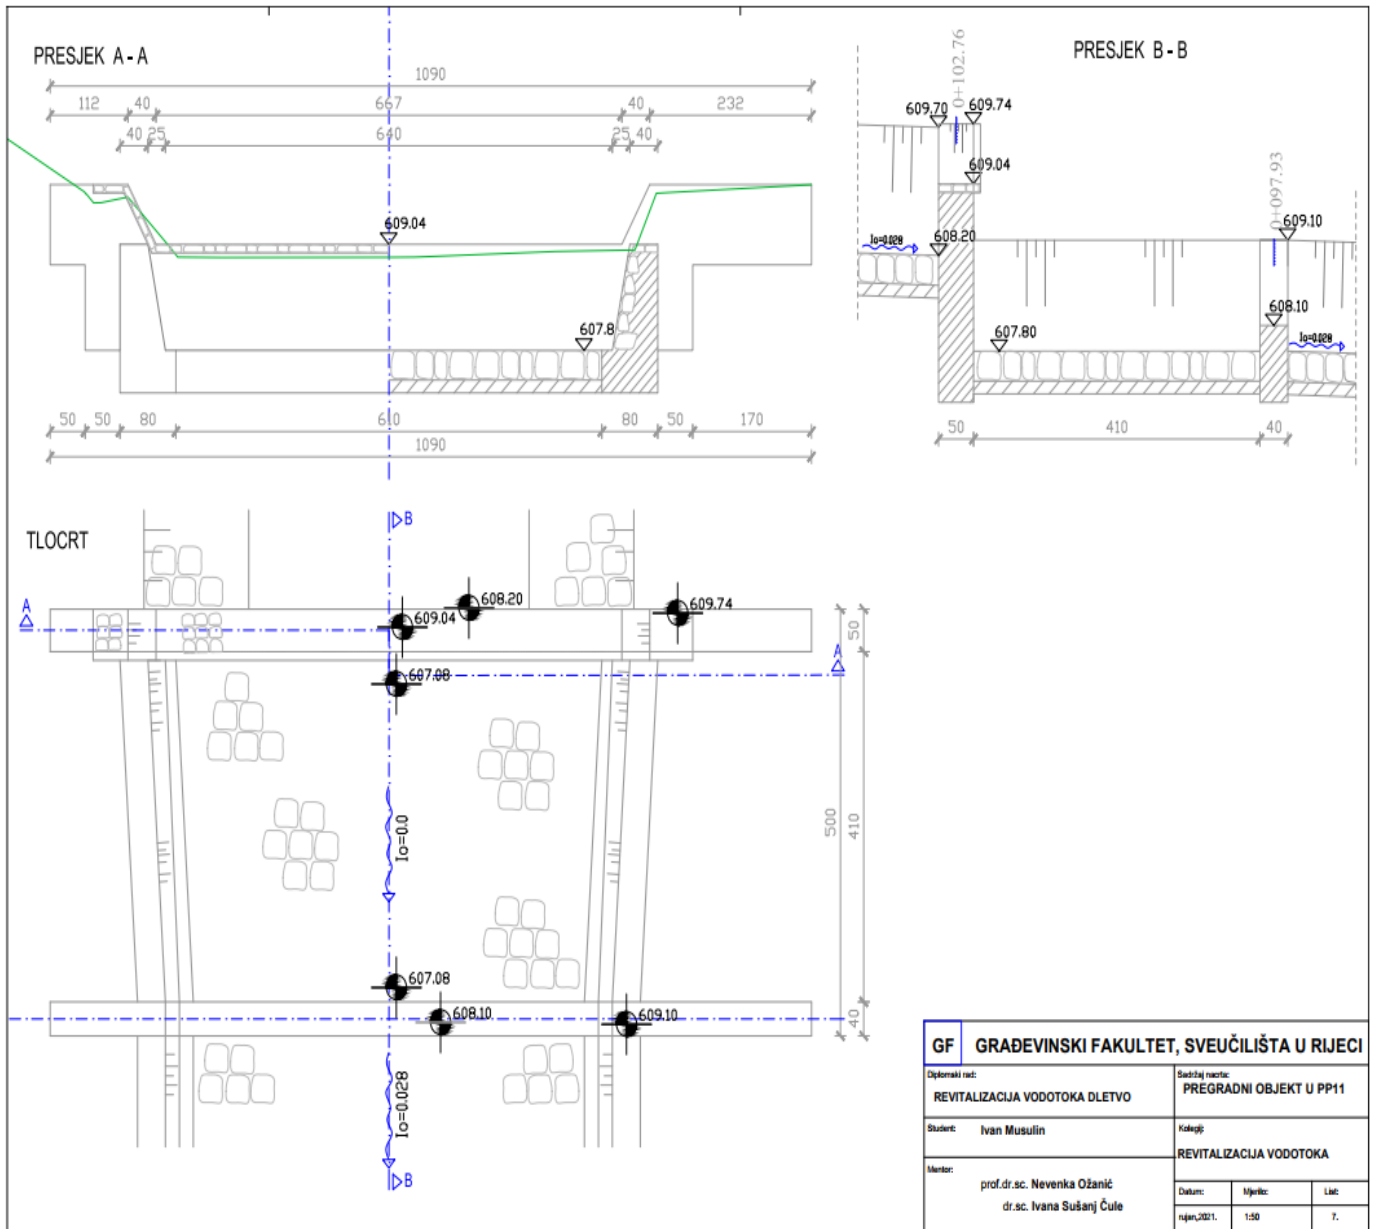 PRESJEK A - A
1090
112 40 667 40 232
40 25 640 25 40
609.04
607.8
50 50 80 610 80 50 170
1090
PRESJEK B - B
0+102.76
609.70 609.74
609.04
0+097.93
609.10
Io=0.028
608.20
608.10
607.80
Io=0.028
50 410 40
TLOCRT
B
A
608.20
609.04
609.74
50
A
607.08
Io=0.0
500
410
607.08
608.10
609.10
40
Io=0.028
B
GF GRAĐEVINSKI FAKULTET, SVEUČILIŠTA U RIJECI
Diplomski rad:
REVITALIZACIJA VODOTOKA DLETVO
Sadržaj nacrta:
PREGRADNI OBJEKT U PP11
Student: Ivan Musulin
Kolegij:
REVITALIZACIJA VODOTOKA
Mentor:
prof.dr.sc. Nevenka Ožanić
dr.sc. Ivana Sušanj Čule
Datum: Mjerilo: List:
rujan,2021. 1:50 7.